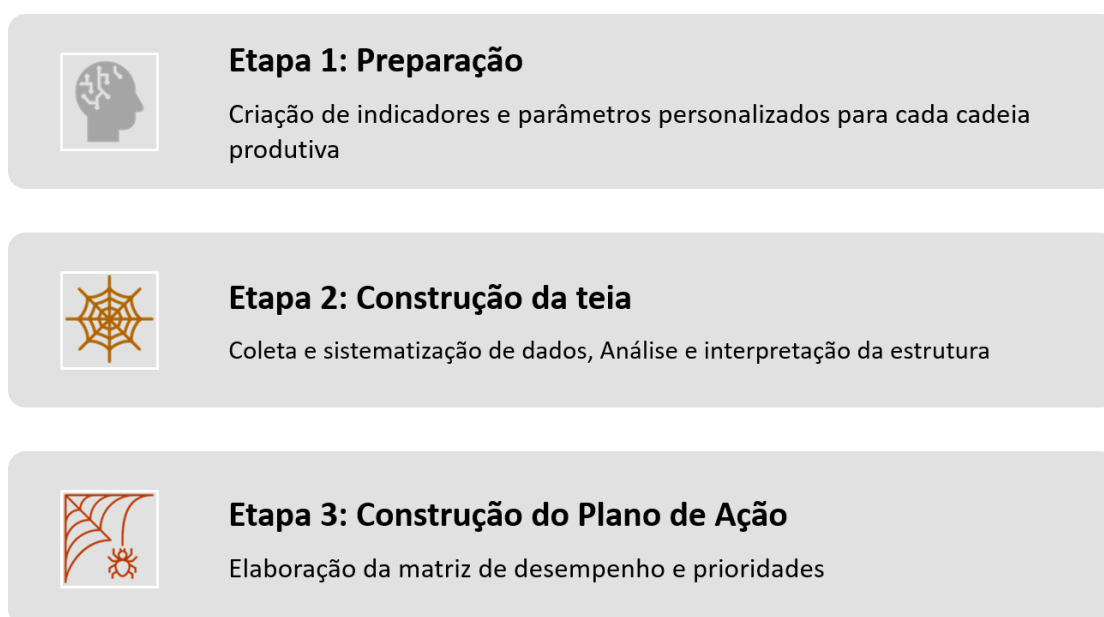 Etapa 1: Preparação
Criação de indicadores e parâmetros personalizados para cada cadeia
produtiva
Etapa 2: Construção da teia
Coleta e sistematização de dados, Análise e interpretação da estrutura
Etapa 3: Construção do Plano de Ação
Elaboração da matriz de desempenho e prioridades